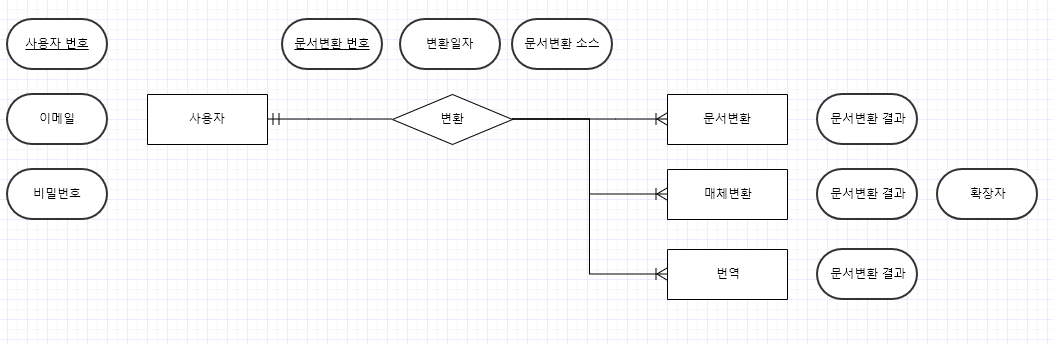 사용자 번호
문서변환 번호
변환일자
문서변환 소스
이메일
사용자
변환
문서변환
문서변환 결과
비밀번호
매체변환
문서변환 결과
확장자
번역
문서변환 결과